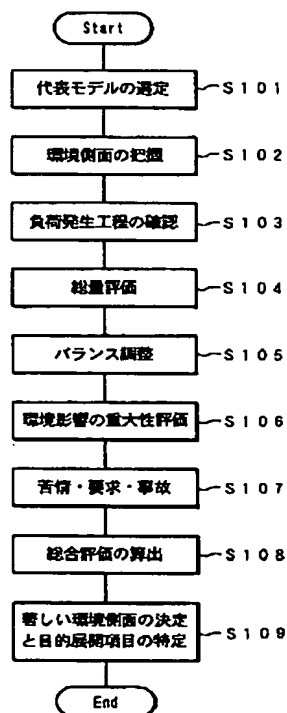 Start
代表モデルの選定
S101
環境側面の把握
S102
負荷発生工程の確認
S103
総量評価
S104
バランス調整
S105
環境影響の重大性評価
S106
苦情・要求・事故
S107
総合評価の算出
S108
著しい環境側面の決定
と目的展開項目の特定
S109
End